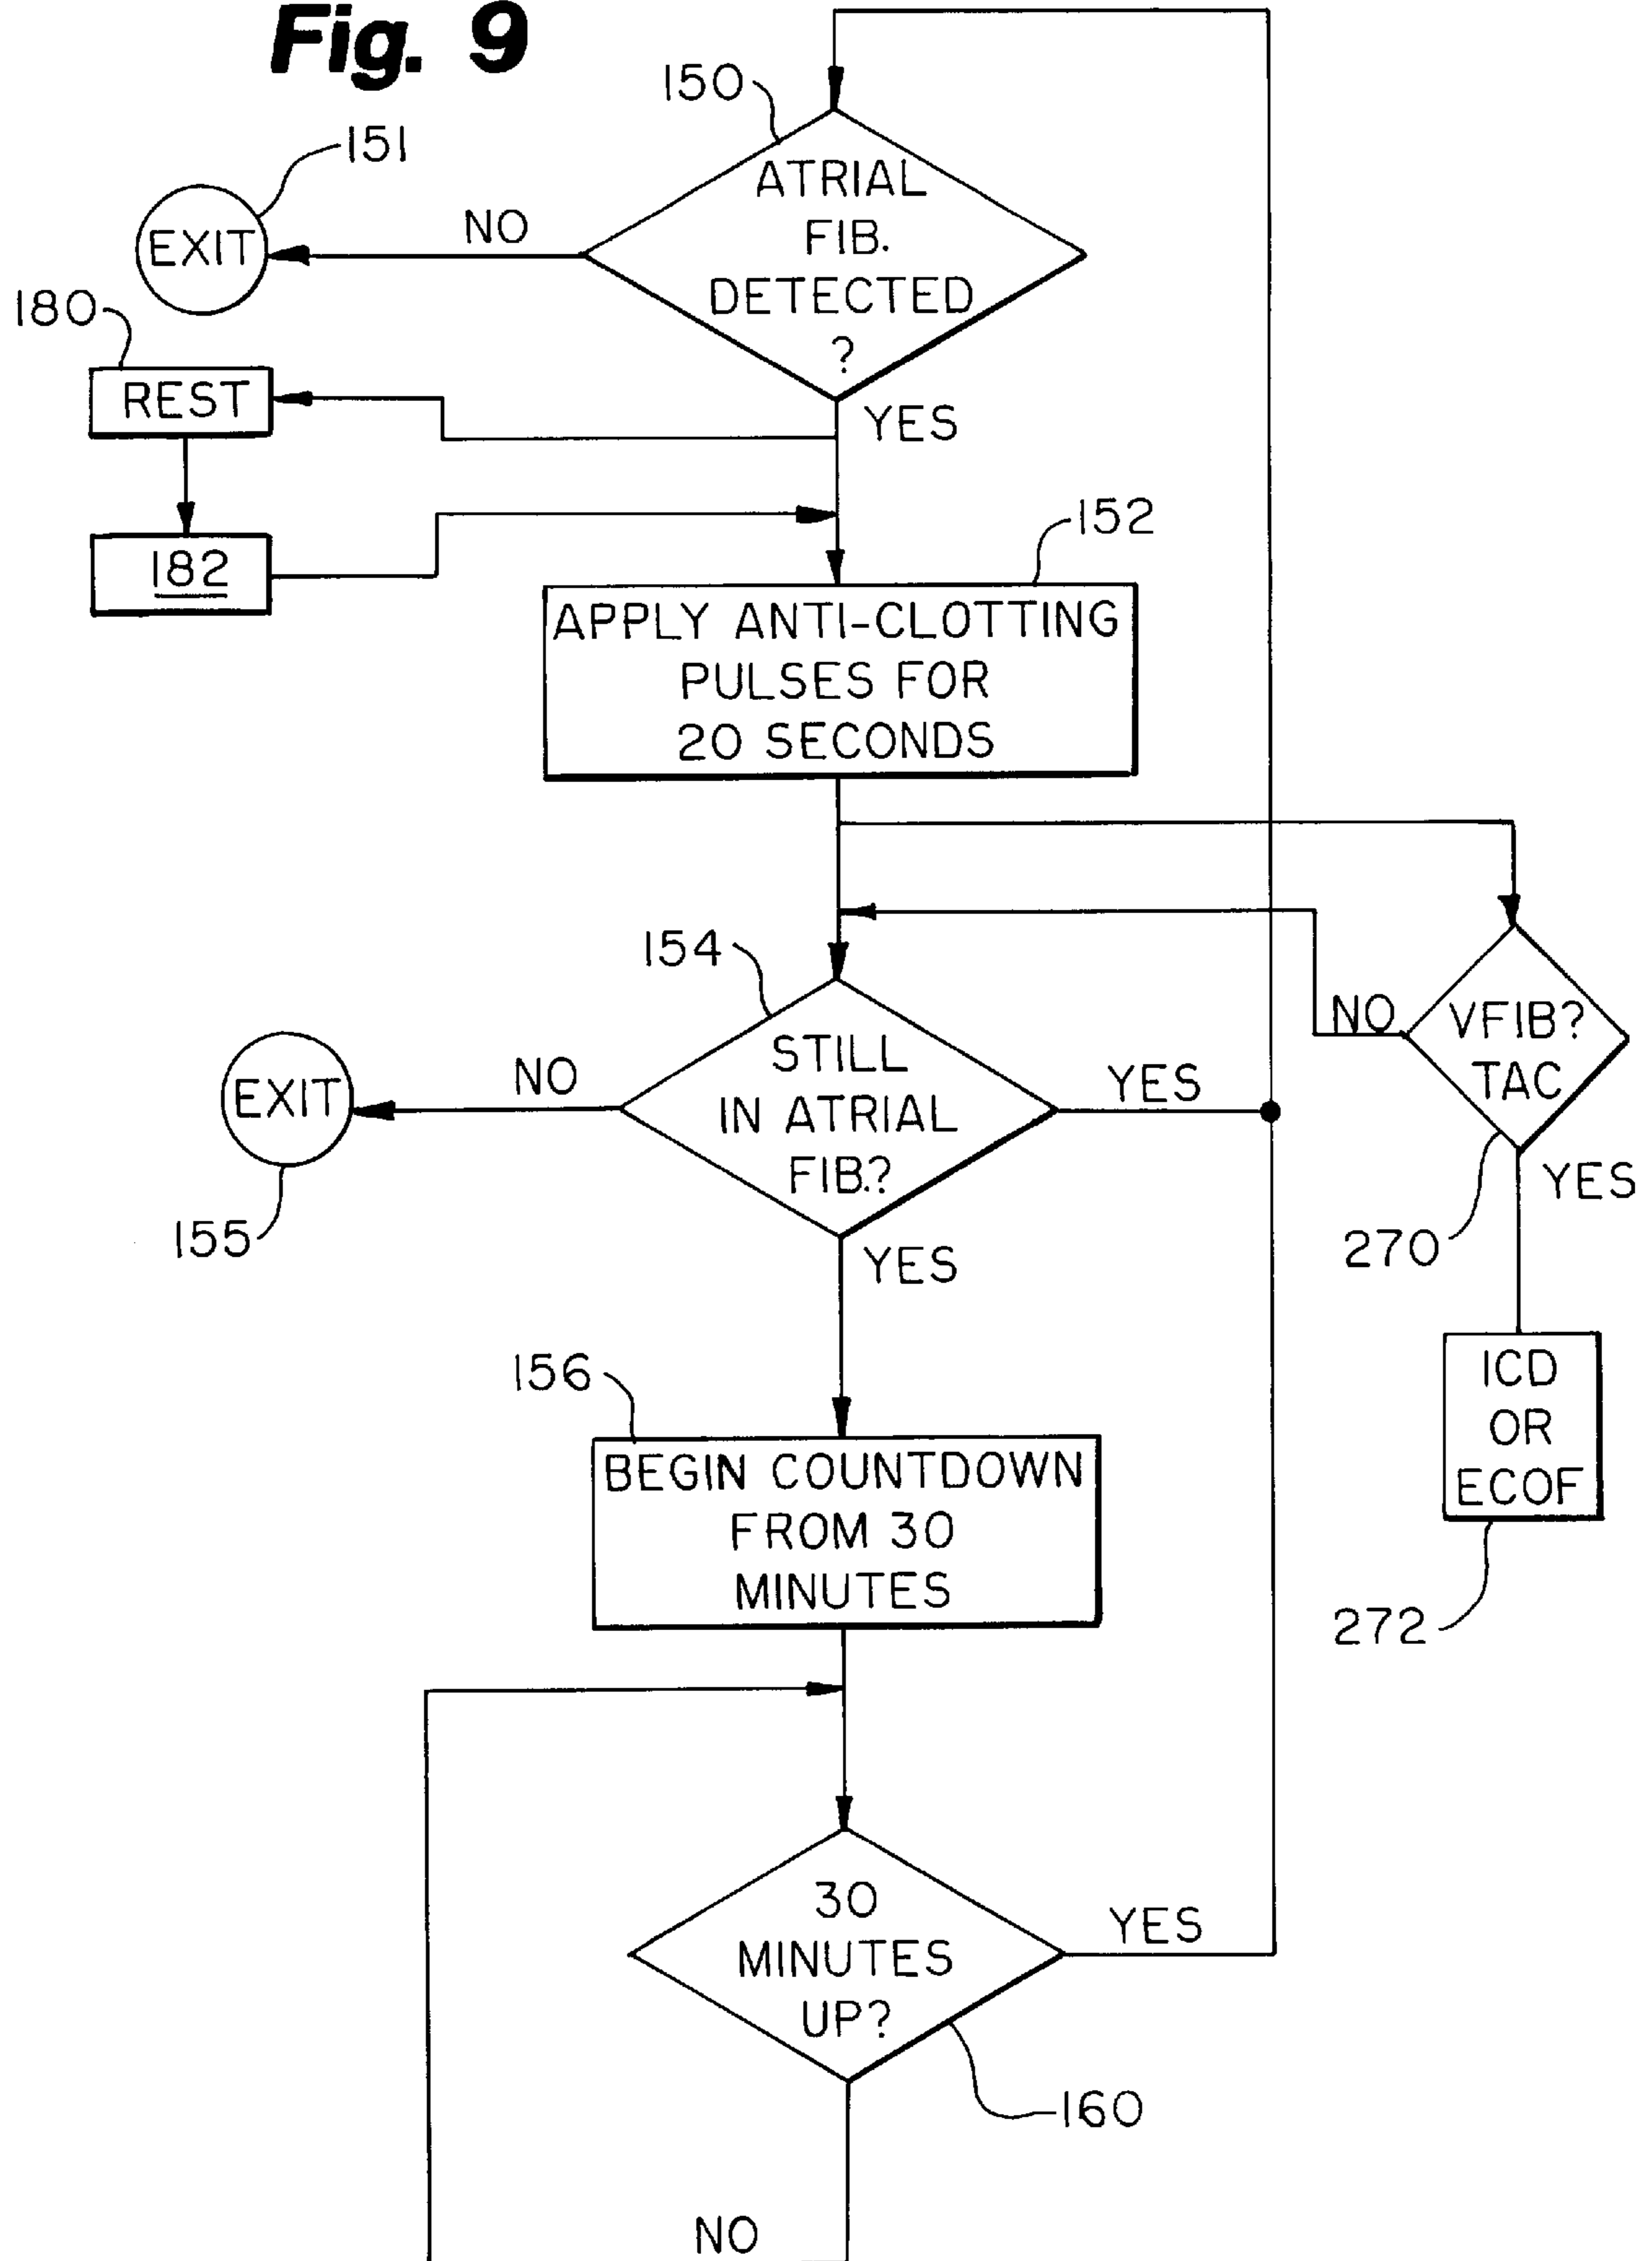 Fig. 9
150
151
ATRIAL
FIB.
DETECTED
?
NO
EXIT
180
REST
YES
182
152
APPLY ANTI-CLOTTING
PULSES FOR
20 SECONDS
154
STILL
IN ATRIAL
FIB.?
NO
EXIT
155
YES
NO
VFIB?
TAC
270
YES
YES
ICD
OR
ECOF
272
156
BEGIN COUNTDOWN
FROM 30
MINUTES
30
MINUTES
UP?
YES
160
NO